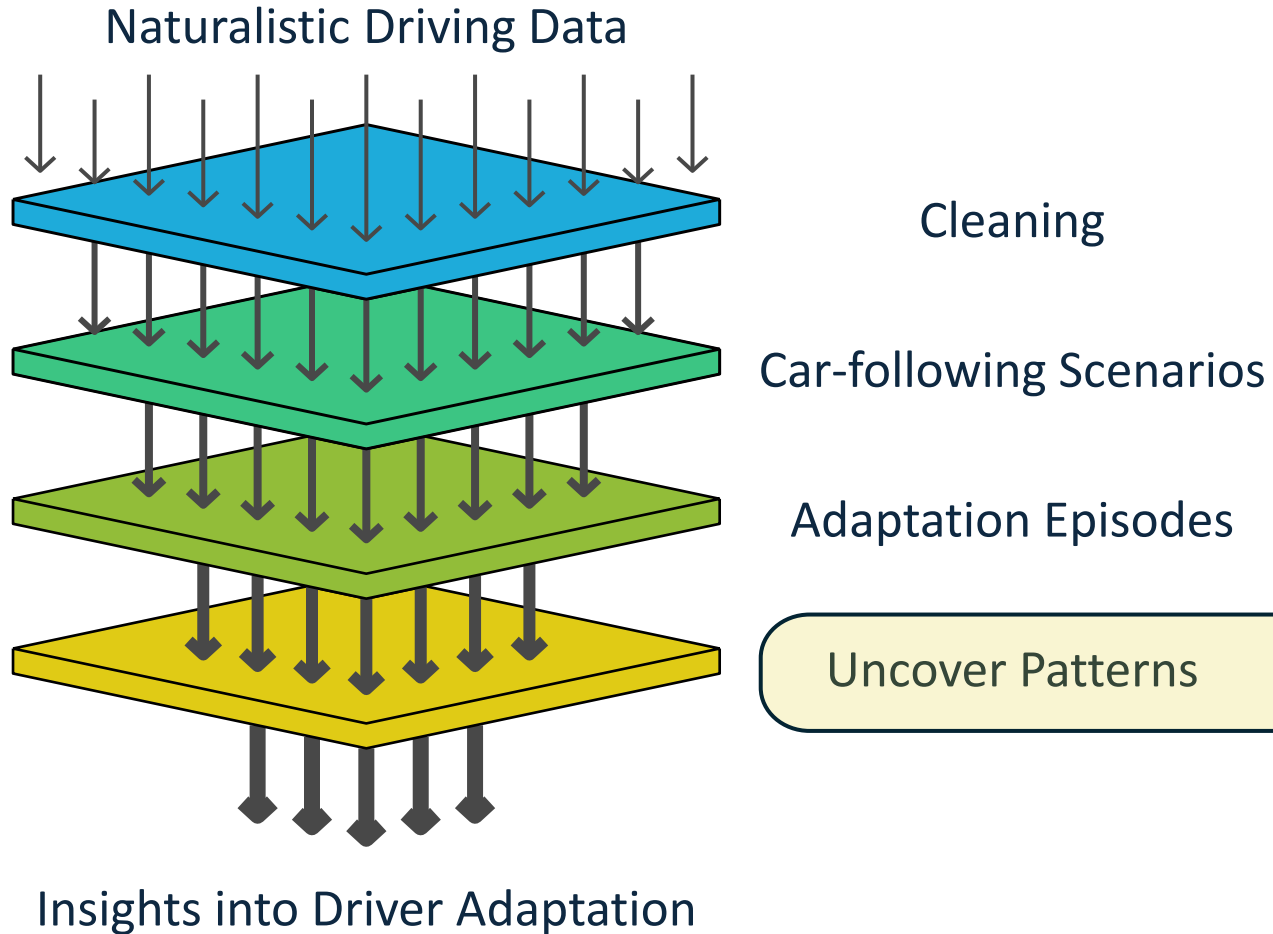 Naturalistic Driving Data
Cleaning
Car-following Scenarios
Adaptation Episodes
Uncover Patterns
Insights into Driver Adaptation